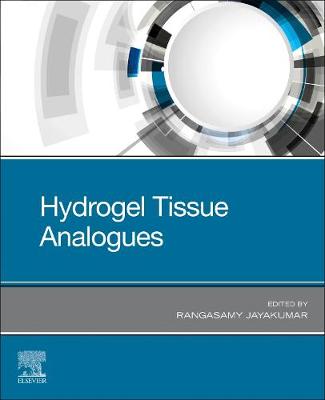 Hydrogel Tissue
Analogues
EDITED BY
RANGASAMY JAYAKUMAR
ELSEVIER